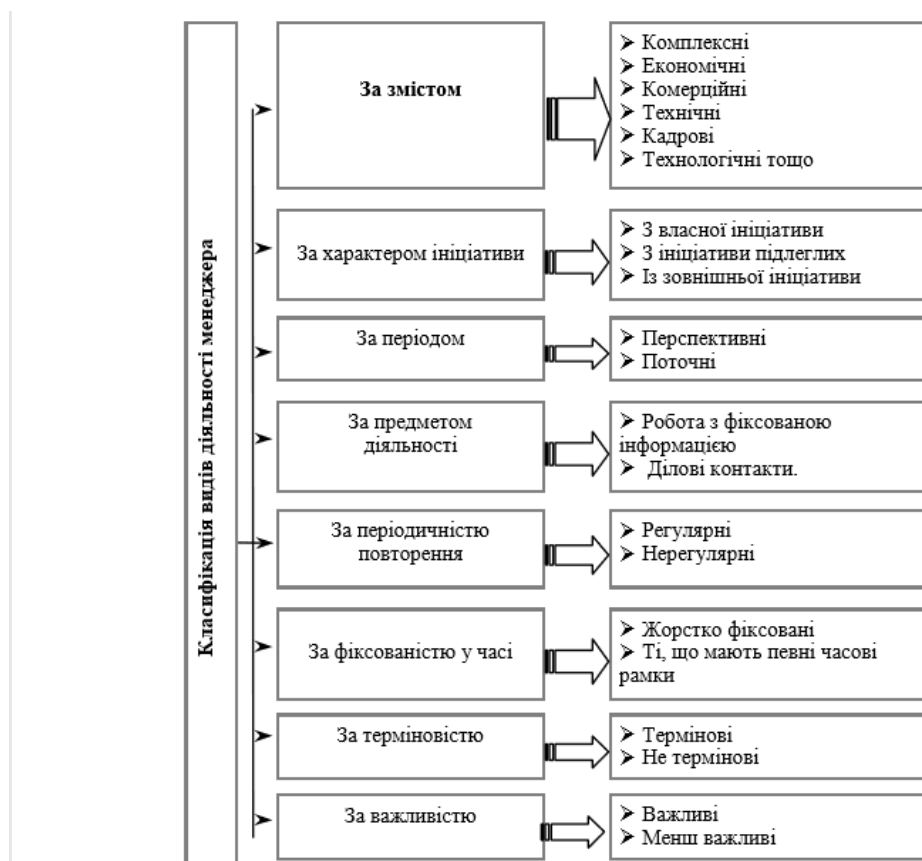 Класифікація видів діяльності менеджера
За змістом
➤ Комплексні
➤ Економічні
➤ Комерційні
➤ Технічні
➤ Кадрові
➤ Технологічні тощо
За характером ініціативи
➤ З власної ініціативи
➤ З ініціативи підлеглих
➤ Із зовнішньої ініціативи
За періодом
➤ Перспективні
➤ Поточні
За предметом
діяльності
➤ Робота з фіксованою
інформацією
➤ Ділові контакти.
За періодичністю
повторення
➤ Регулярні
➤ Нерегулярні
За фіксованістю у часі
➤ Жорстко фіксовані
➤ Ті, що мають певні часові
рамки
За терміновістю
➤ Термінові
➤ Не термінові
За важливістю
➤ Важливі
➤ Менш важливі